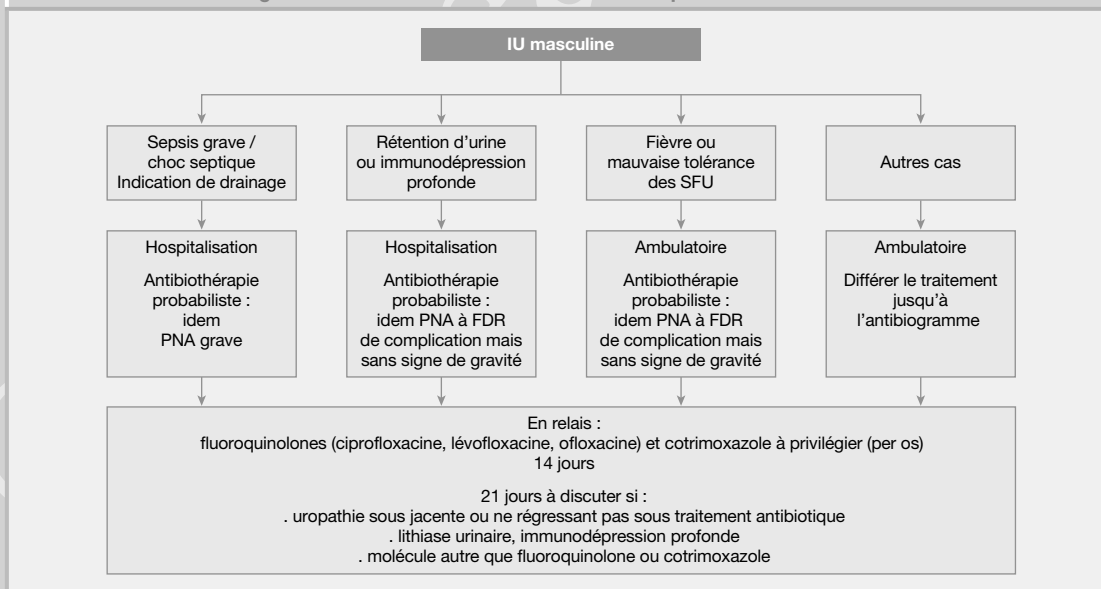 IU masculine
Sepsis grave /
choc septique
Indication de drainage
Rétention d'urine
ou immunodépression
profonde
Fièvre ou
mauvaise tolérance
des SFU
Autres cas
Hospitalisation
Antibiothérapie
probabiliste :
idem
PNA grave
Hospitalisation
Antibiothérapie
probabiliste :
idem PNA à FDR
de complication mais
sans signe de gravité
Ambulatoire
Antibiothérapie
probabiliste :
idem PNA à FDR
de complication mais
sans signe de gravité
Ambulatoire
Différer le traitement
jusqu'à
l'antibiogramme
En relais :
fluoroquinolones (ciprofloxacine, lévofloxacine, ofloxacine) et cotrimoxazole à privilégier (per os)
14 jours
21 jours à discuter si :
. uropathie sous jacente ou ne régressant pas sous traitement antibiotique
. lithiase urinaire, immunodépression profonde
. molécule autre que fluoroquinolone ou cotrimoxazole